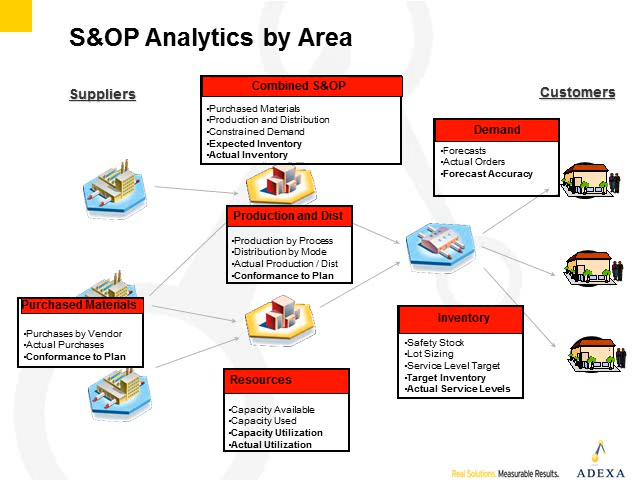 S&OP Analytics by Area
Suppliers
Combined S&OP
•Purchased Materials
•Production and Distribution
•Constrained Demand
•Expected Inventory
•Actual Inventory
Customers
Demand
•Forecasts
•Actual Orders
•Forecast Accuracy
Production and Dist
•Production by Process
•Distribution by Mode
•Actual Production / Dist
•Conformance to Plan
Purchased Materials
•Purchases by Vendor
•Actual Purchases
•Conformance to Plan
Inventory
•Safety Stock
•Lot Sizing
•Service Level Target
•Target Inventory
•Actual Service Levels
Resources
•Capacity Available
•Capacity Used
•Capacity Utilization
•Actual Utilization
Real Solutions. Measurable Results.
ADEXA